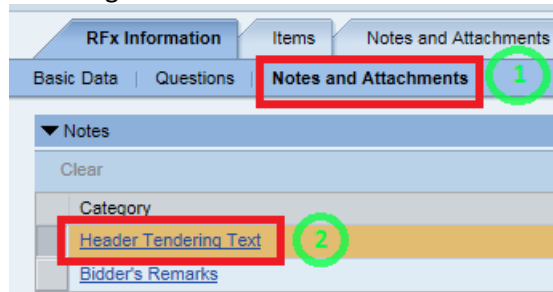 RFx Information Items Notes and Attachments
Basic Data | Questions | Notes and Attachments 1
Notes
Clear
Category
Header Tendering Text 2
Bidder's Remarks